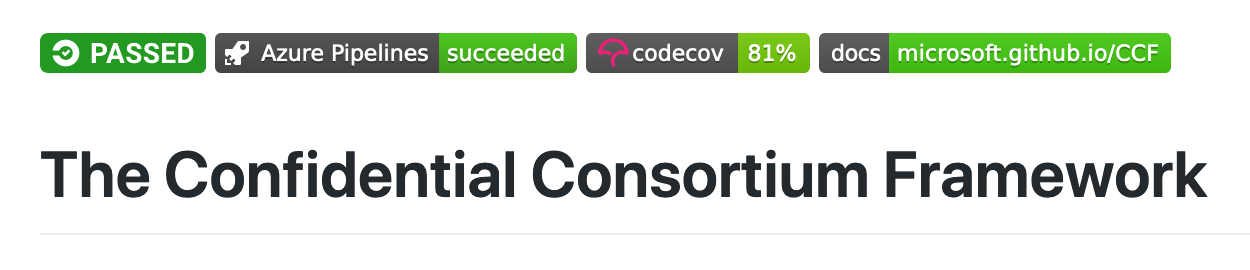 PASSED Azure Pipelines succeeded codecov 81% docs microsoft.github.io/CCF
The Confidential Consortium Framework